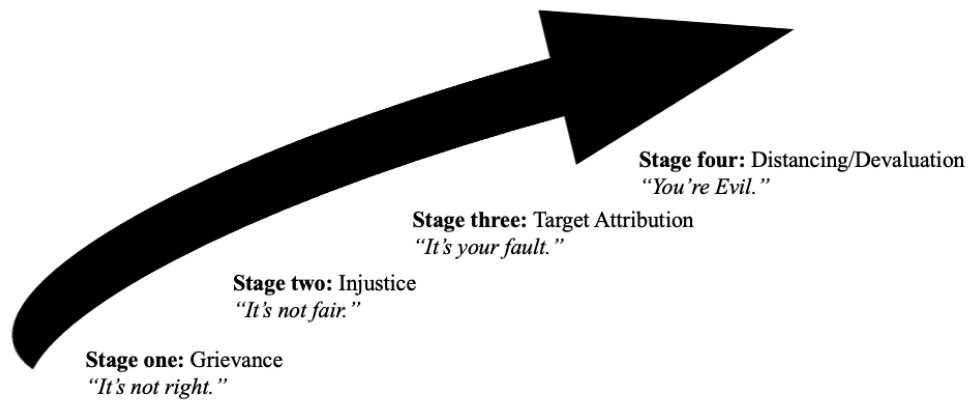 Stage four: Distancing/Devaluation
“You’re Evil.”
Stage three: Target Attribution
“It’s your fault.”
Stage two: Injustice
“It’s not fair.”
Stage one: Grievance
“It’s not right.”